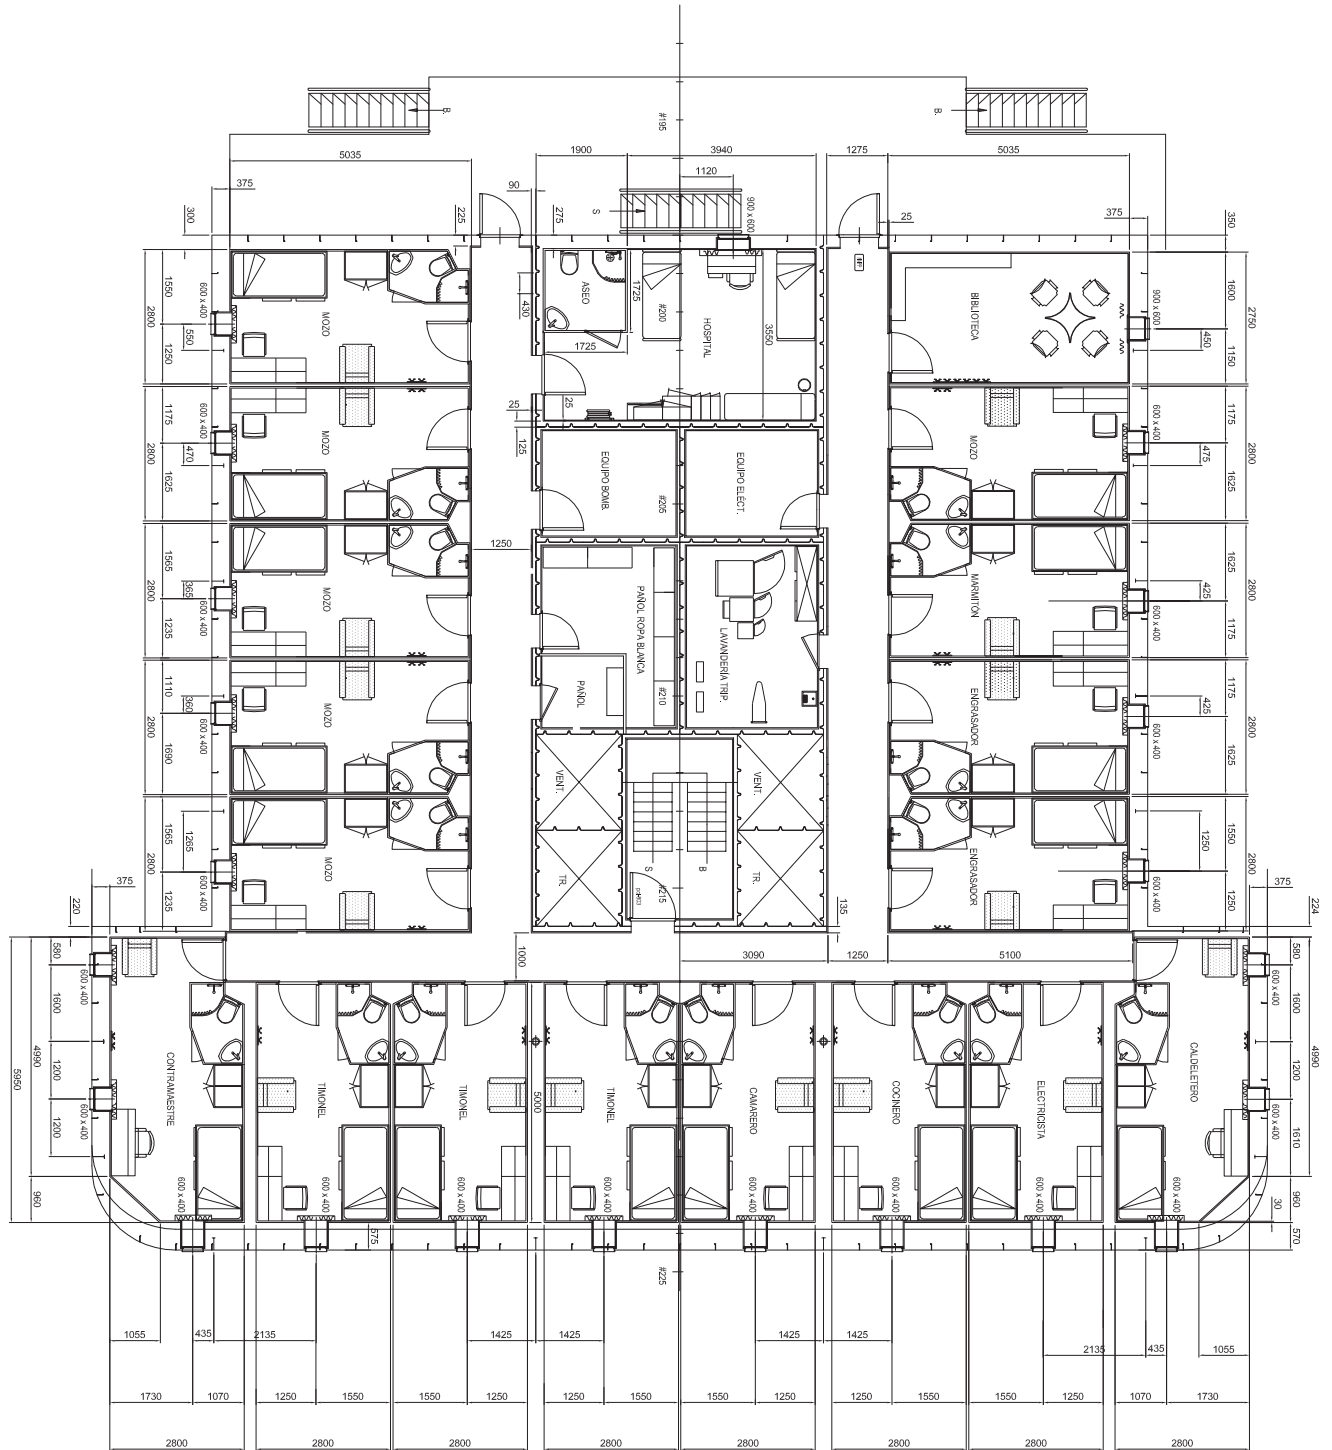 #195
B.
B.
5035
1900
3940
1275
5035
1120
375
90
375
300
225
275
S
900 x 600
25
350
1550
2800
600 x 400
550
1250
MOZO
430
ASEO
1725
1725
#200
HOSPITAL
3550
BIBLIOTECA
900 x 600
1600
2750
450
1150
1175
2800
600 x 400
470
1625
MOZO
25
25
125
EQUIPO BOMB.
#205
EQUIPO ELÉCT.
MOZO
600 x 400
1175
2800
475
1625
1250
1565
2800
365
600 x 400
1235
MOZO
PAÑOL ROPA BLANCA
LAVANDERÍA TRIP.
MARMITÓN
1625
2800
425
600 x 400
1175
1110
2800
360
600 x 400
1690
MOZO
PAÑOL
#210
ENGRASADOR
1175
2800
425
600 x 400
1625
VENT.
VENT.
1565
2800
1265
600 x 400
1235
MOZO
TR.
S
B
#215
TR.
ENGRASADOR
1550
2800
1250
600 x 400
1250
375
220
135
375
224
1000
3090
1250
5100
580
600 x 400
1600
4990
5950
1200
600 x 400
1200
960
CONTRAMAESTRE
600 x 400
TIMONEL
600 x 400
TIMONEL
600 x 400
5000
TIMONEL
600 x 400
CAMARERO
600 x 400
COCINERO
600 x 400
ELECTRICISTA
600 x 400
CALDELETERO
600 x 400
580
600 x 400
1600
4990
1200
600 x 400
1610
960
30
570
575
#225
1055
435
2135
1425
1425
1425
1425
2135
435
1055
1730
1070
1250
1550
1550
1250
1250
1550
1550
1250
1250
1550
1550
1250
1070
1730
2800
2800
2800
2800
2800
2800
2800
2800